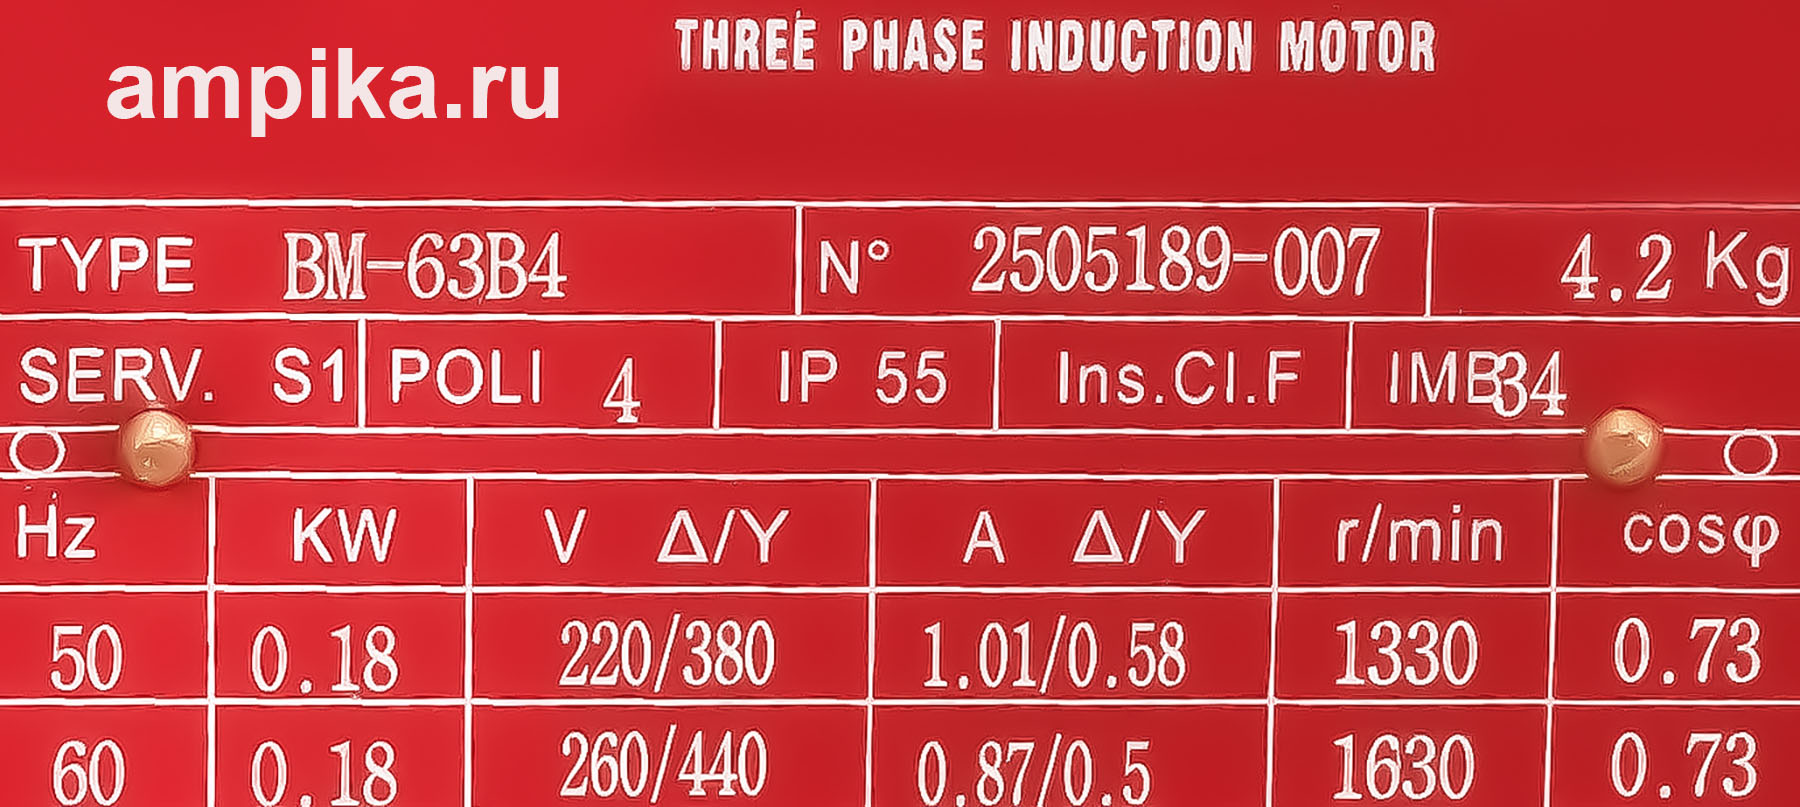 THREE PHASE INDUCTION MOTOR
ampika.ru
TYPE BM-63B4 N° 2505189-007 4.2 Kg
SERV. S1 POLI 4 IP 55 Ins.Cl.F IMB34
Hz KW V Δ/Y A Δ/Y r/min cosφ
50 0.18 220/380 1.01/0.58 1330 0.73
60 0.18 260/440 0.87/0.5 1630 0.73